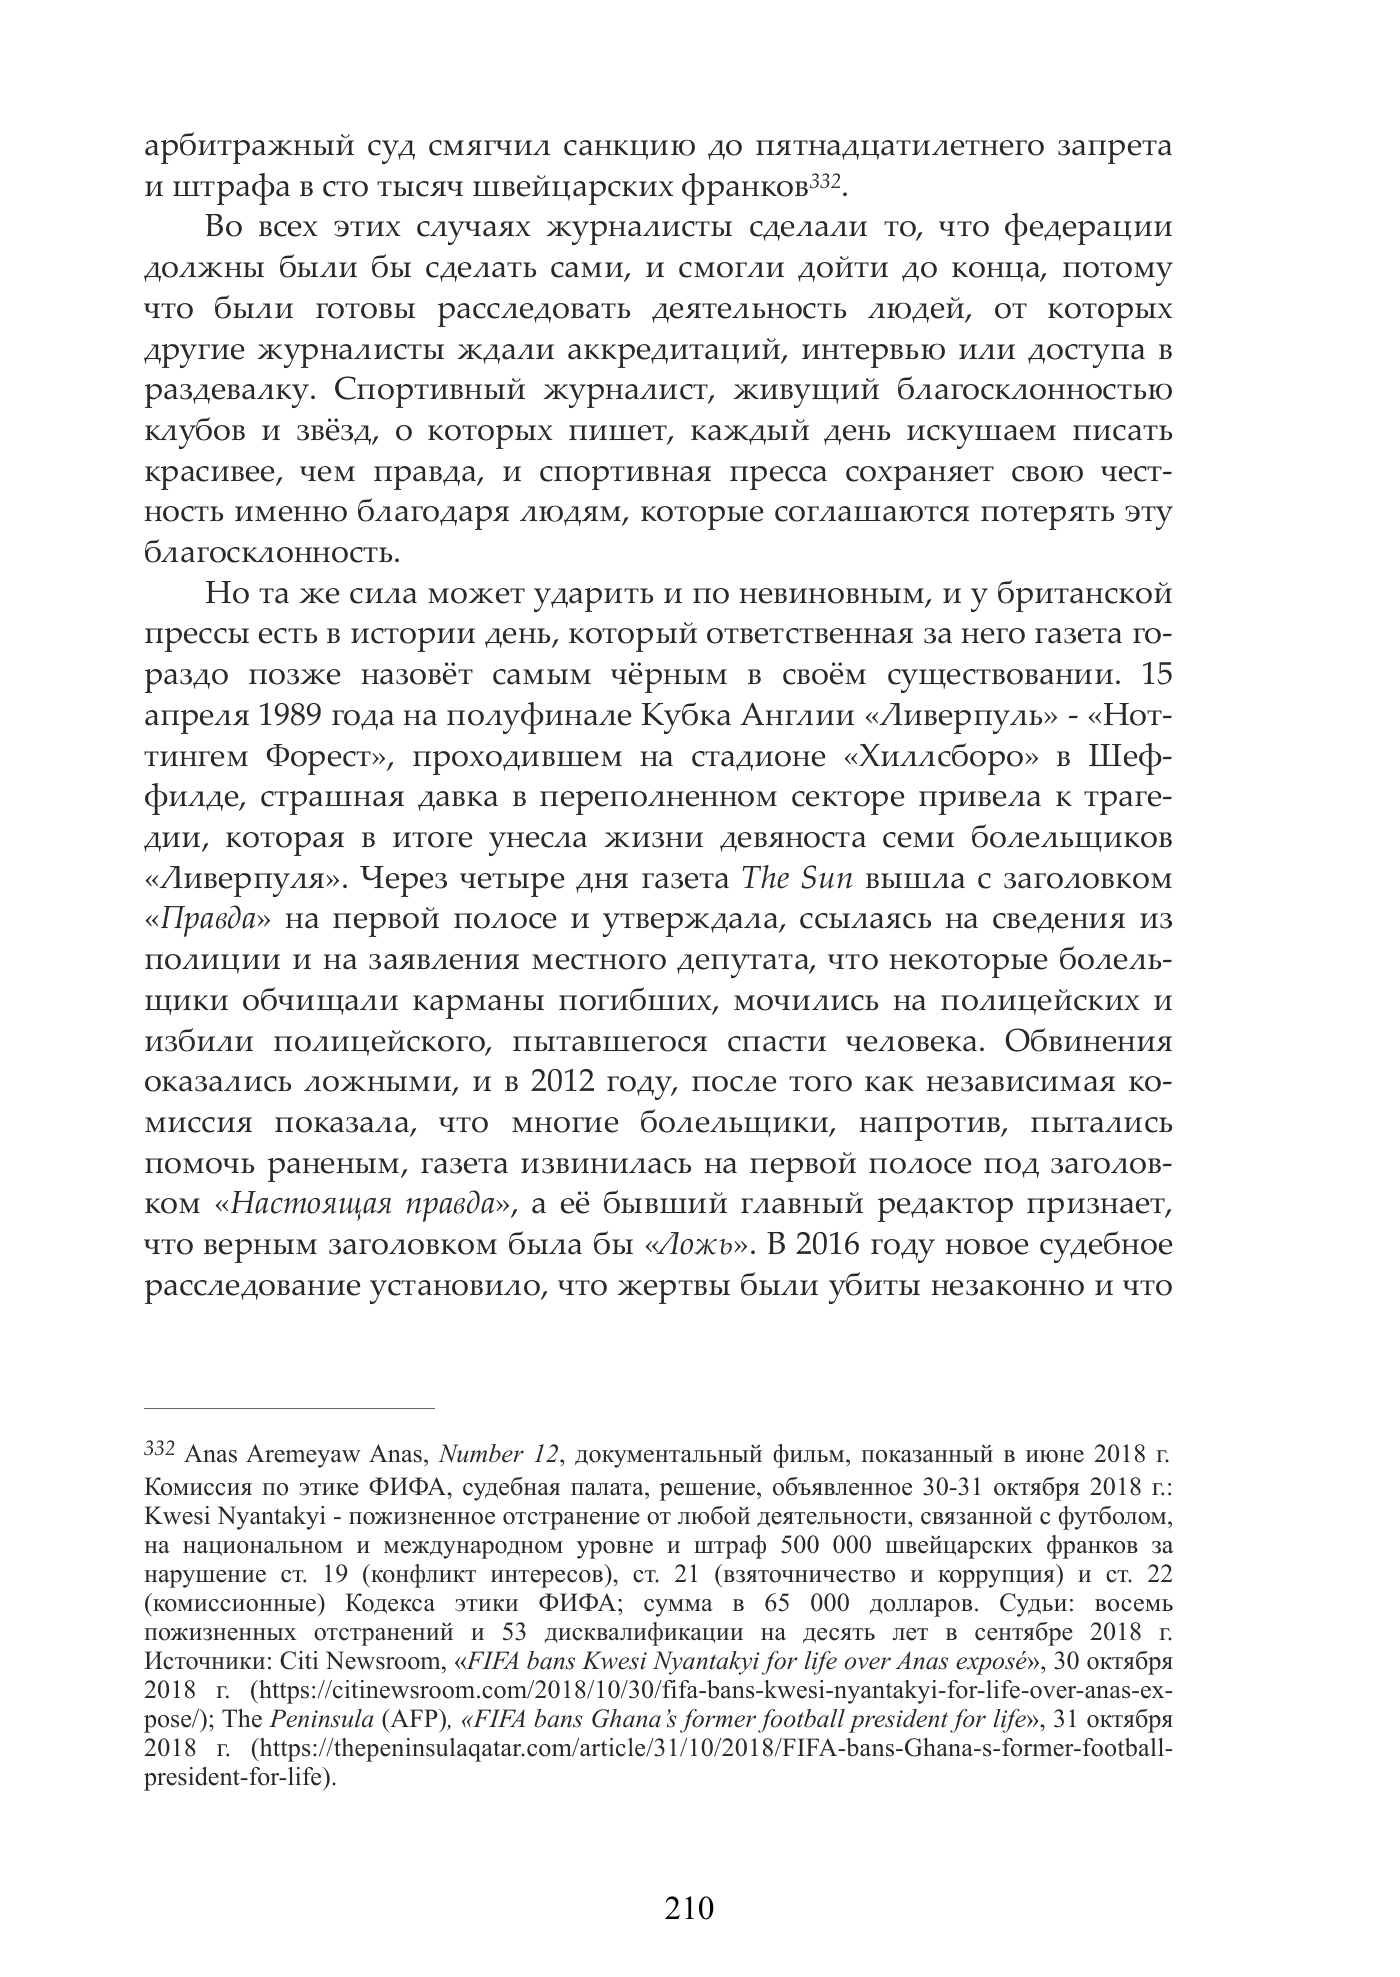 арбитражный суд смягчил санкцию до пятнадцатилетнего запрета
и штрафа в сто тысяч швейцарских франков332.
Во всех этих случаях журналисты сделали то, что федерации
должны были бы сделать сами, и смогли дойти до конца, потому
что были готовы расследовать деятельность людей, от которых
другие журналисты ждали аккредитаций, интервью или доступа в
раздевалку. Спортивный журналист, живущий благосклонностью
клубов и звёзд, о которых пишет, каждый день искушаем писать
красивее, чем правда, и спортивная пресса сохраняет свою чест-
ность именно благодаря людям, которые соглашаются потерять эту
благосклонность.
Но та же сила может ударить и по невиновным, и у британской
прессы есть в истории день, который ответственная за него газета го-
раздо позже назовёт самым чёрным в своём существовании. 15
апреля 1989 года на полуфинале Кубка Англии «Ливерпуль» - «Нот-
тингем Форест», проходившем на стадионе «Хиллсборо» в Шеф-
филде, страшная давка в переполненном секторе привела к траге-
дии, которая в итоге унесла жизни девяноста семи болельщиков
«Ливерпуля». Через четыре дня газета The Sun вышла с заголовком
«Правда» на первой полосе и утверждала, ссылаясь на сведения из
полиции и на заявления местного депутата, что некоторые болель-
щики обчищали карманы погибших, мочились на полицейских и
избили полицейского, пытавшегося спасти человека. Обвинения
оказались ложными, и в 2012 году, после того как независимая ко-
миссия показала, что многие болельщики, напротив, пытались
помочь раненым, газета извинилась на первой полосе под заголов-
ком «Настоящая правда», а её бывший главный редактор признает,
что верным заголовком была бы «Ложь». В 2016 году новое судебное
расследование установило, что жертвы были убиты незаконно и что
332 Anas Aremeyaw Anas, Number 12, документальный фильм, показанный в июне 2018 г.
Комиссия по этике ФИФА, судебная палата, решение, объявленное 30-31 октября 2018 г.:
Kwesi Nyantakyi - пожизненное отстранение от любой деятельности, связанной с футболом,
на национальном и международном уровне и штраф 500 000 швейцарских франков за
нарушение ст. 19 (конфликт интересов), ст. 21 (взяточничество и коррупция) и ст. 22
(комиссионные) Кодекса этики ФИФА; сумма в 65 000 долларов. Судьи: восемь
пожизненных отстранений и 53 дисквалификации на десять лет в сентябре 2018 г.
Источники: Citi Newsroom, «FIFA bans Kwesi Nyantakyi for life over Anas exposé», 30 октября
2018 г. (https://citinewsroom.com/2018/10/30/fifa-bans-kwesi-nyantakyi-for-life-over-anas-ex-
pose/); The Peninsula (AFP), «FIFA bans Ghana’s former football president for life», 31 октября
2018 г. (https://thepeninsulaqatar.com/article/31/10/2018/FIFA-bans-Ghana-s-former-football-
president-for-life).
210